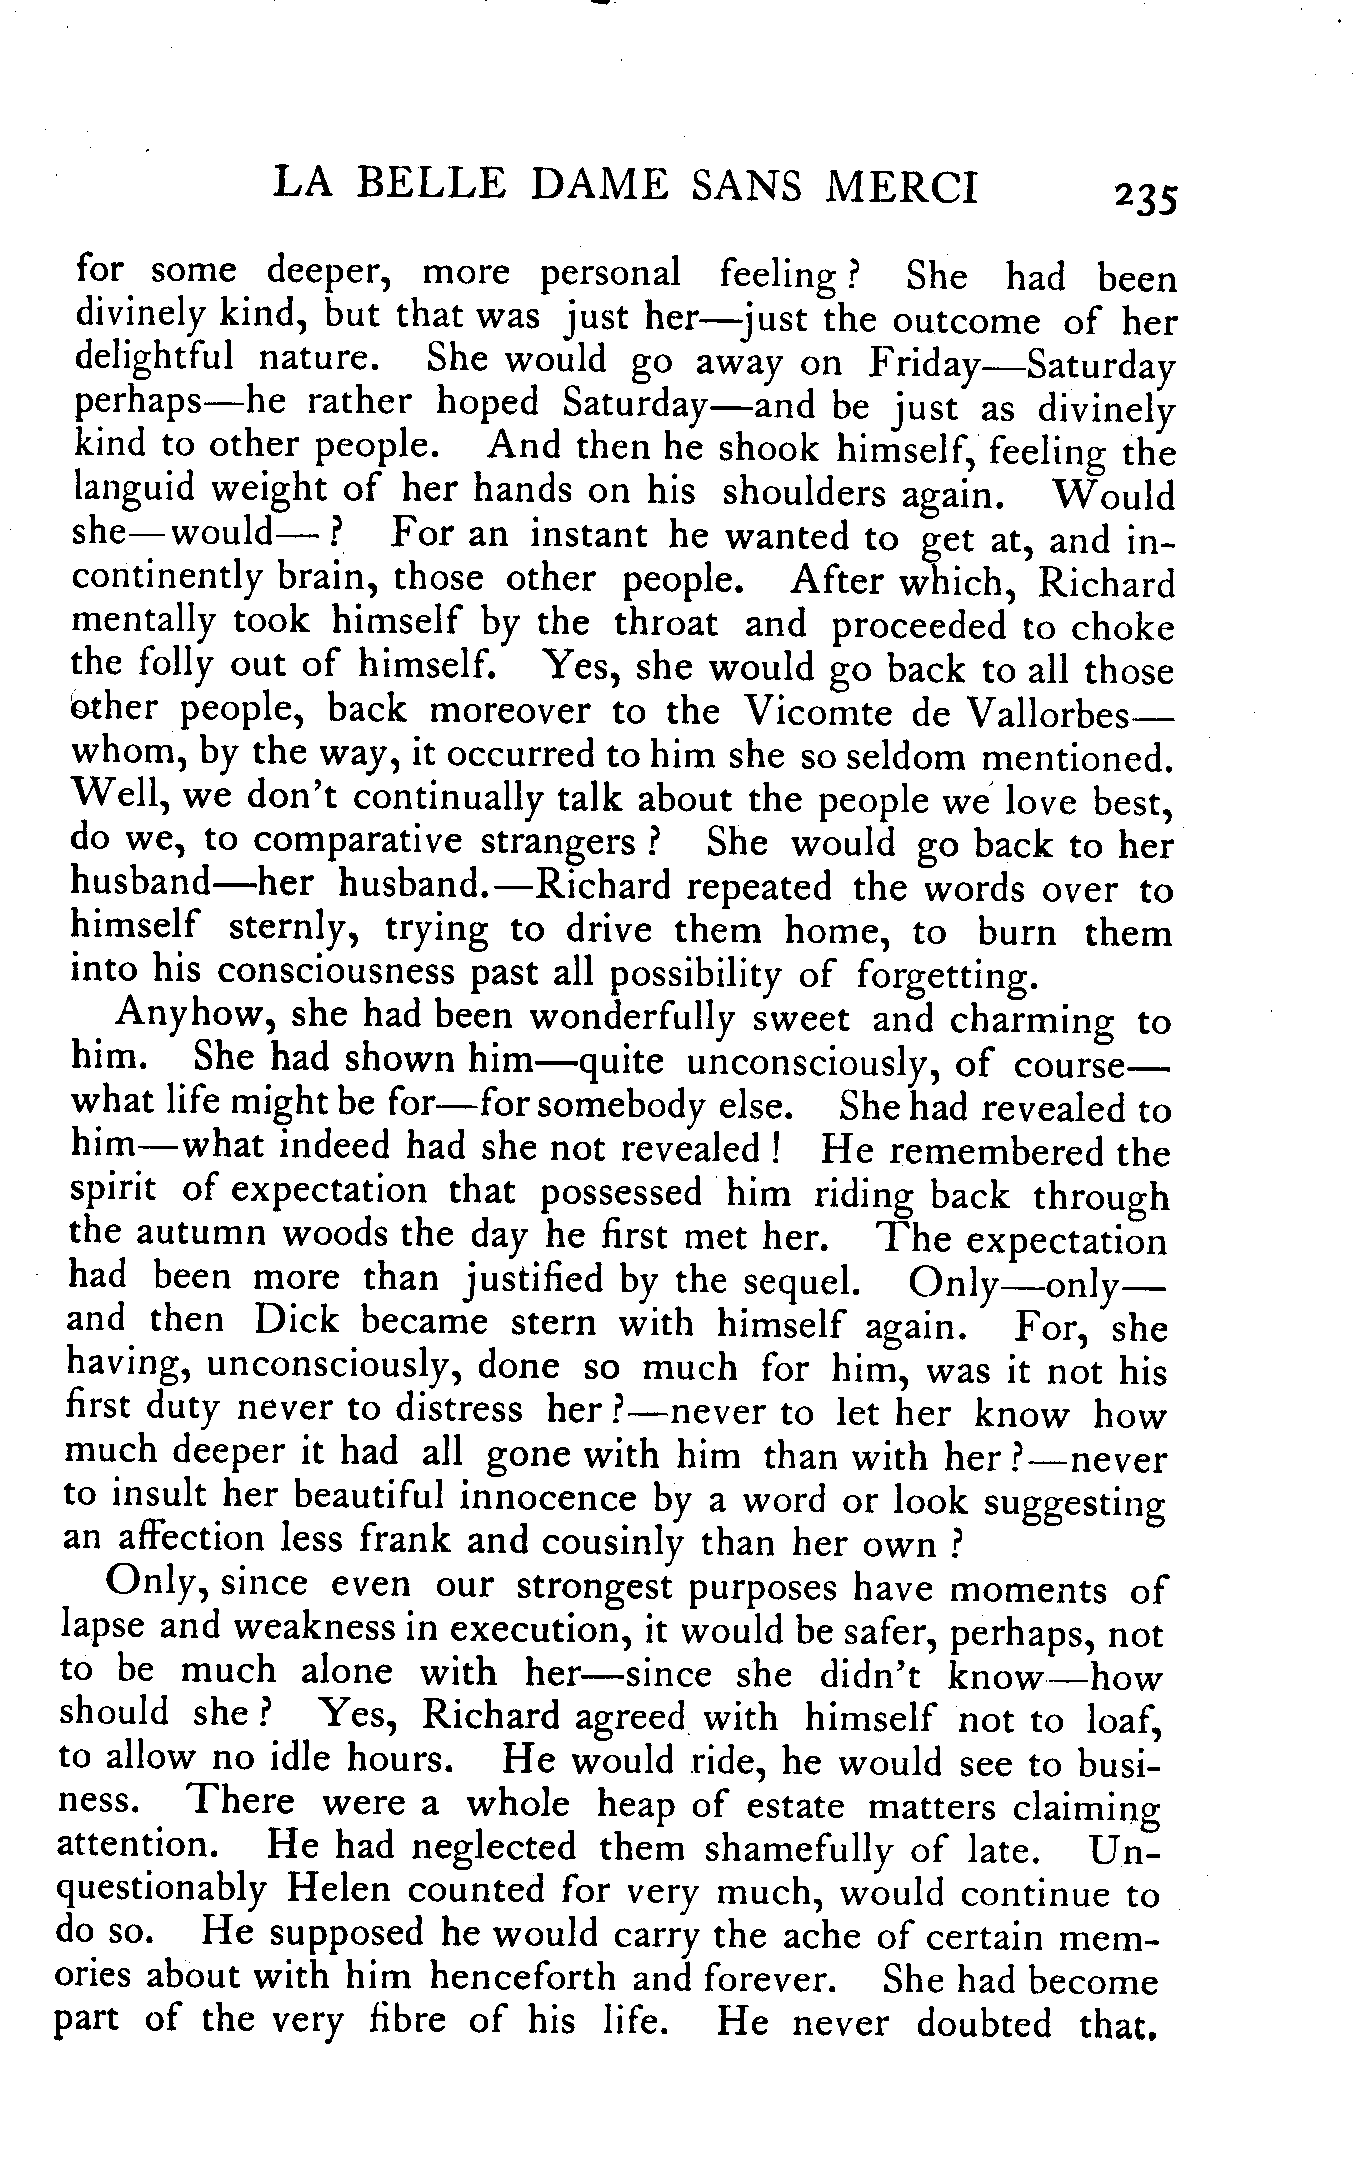 LA BELLE DAME SANS MERCI 235
for some deeper, more personal feeling? She had been
divinely kind, but that was just her—just the outcome of her
delightful nature. She would go away on Friday—Saturday
perhaps—he rather hoped Saturday—and be just as divinely
kind to other people. And then he shook himself, feeling the
languid weight of her hands on his shoulders again. Would
she—would—? For an instant he wanted to get at, and in-
continently brain, those other people. After which, Richard
mentally took himself by the throat and proceeded to choke
the folly out of himself. Yes, she would go back to all those
other people, back moreover to the Vicomte de Vallorbes—
whom, by the way, it occurred to him she so seldom mentioned.
Well, we don't continually talk about the people we love best,
do we, to comparative strangers? She would go back to her
husband—her husband.—Richard repeated the words over to
himself sternly, trying to drive them home, to burn them
into his consciousness past all possibility of forgetting.
Anyhow, she had been wonderfully sweet and charming to
him. She had shown him—quite unconsciously, of course—
what life might be for—for somebody else. She had revealed to
him—what indeed had she not revealed! He remembered the
spirit of expectation that possessed him riding back through
the autumn woods the day he first met her. The expectation
had been more than justified by the sequel. Only—only—
and then Dick became stern with himself again. For, she
having, unconsciously, done so much for him, was it not his
first duty never to distress her?—never to let her know how
much deeper it had all gone with him than with her?—never
to insult her beautiful innocence by a word or look suggesting
an affection less frank and cousinly than her own?
Only, since even our strongest purposes have moments of
lapse and weakness in execution, it would be safer, perhaps, not
to be much alone with her—since she didn't know—how
should she? Yes, Richard agreed with himself not to loaf,
to allow no idle hours. He would ride, he would see to busi-
ness. There were a whole heap of estate matters claiming
attention. He had neglected them shamefully of late. Un-
questionably Helen counted for very much, would continue to
do so. He supposed he would carry the ache of certain mem-
ories about with him henceforth and forever. She had become
part of the very fibre of his life. He never doubted that.